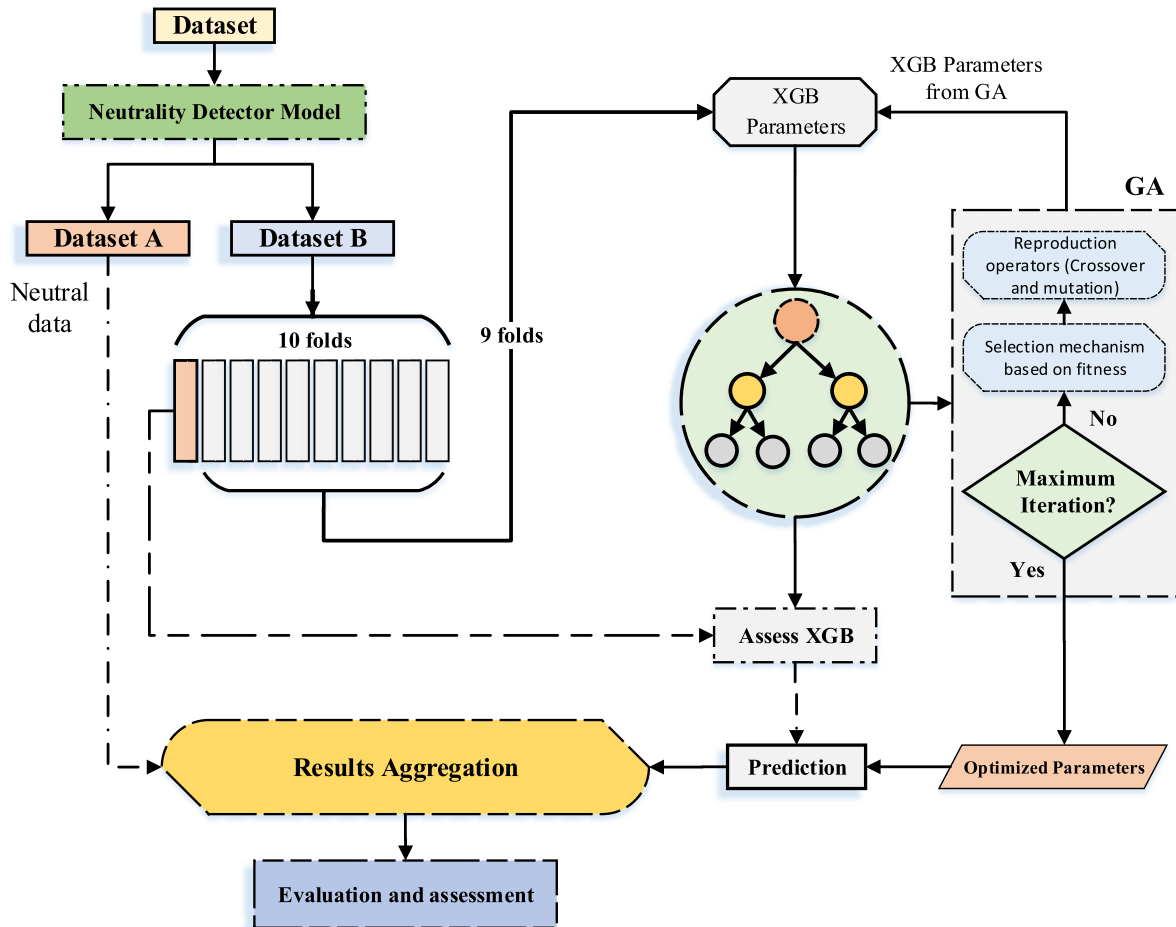 Dataset
Neutrality Detector Model
Dataset A
Dataset B
Neutral
data
10 folds
9 folds
XGB
Parameters
XGB Parameters
from GA
GA
Reproduction
operators (Crossover
and mutation)
Selection mechanism
based on fitness
No
Maximum
Iteration?
Yes
Assess XGB
Results Aggregation
Prediction
Optimized Parameters
Evaluation and assessment